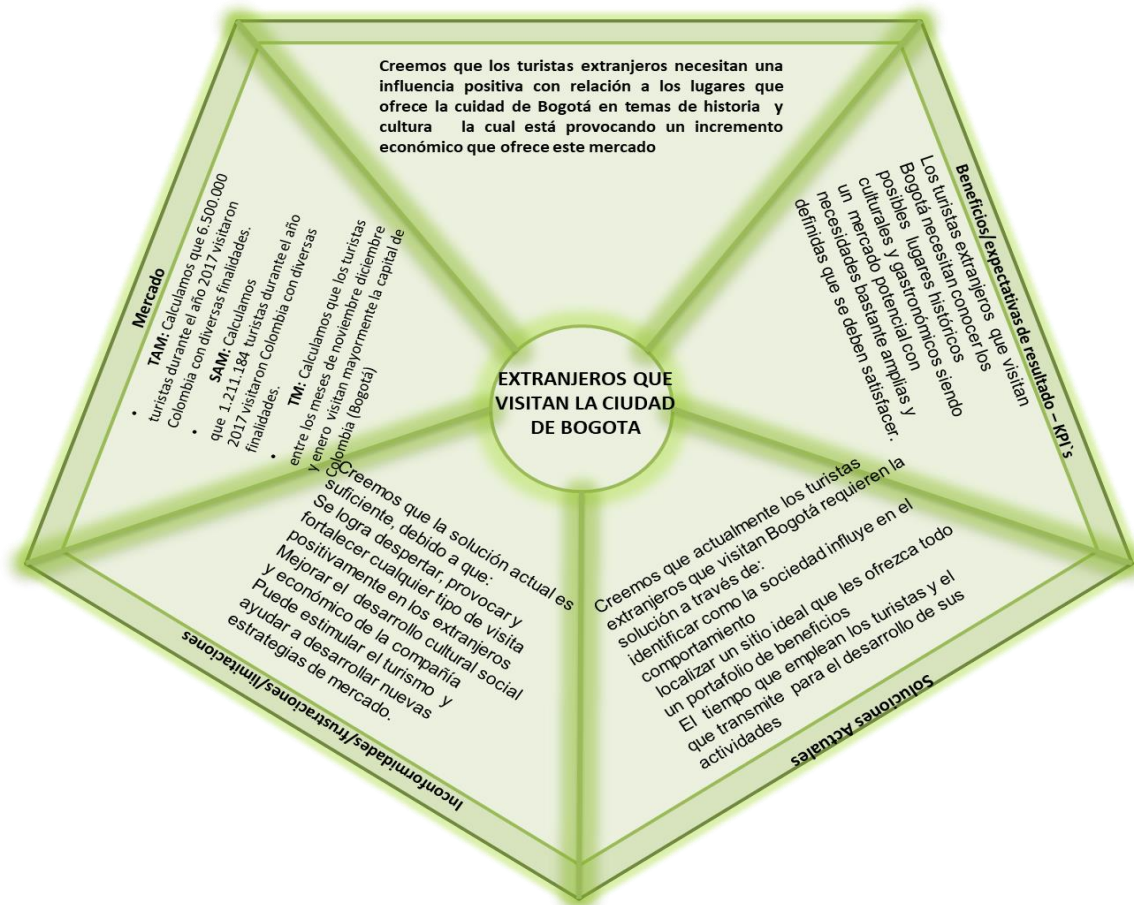 Creemos que los turistas extranjeros necesitan una
influencia positiva con relación a los lugares que
ofrece la cuidad de Bogotá en temas de historia y
cultura la cual está provocando un incremento
económico que ofrece este mercado
Beneficios/expectativas de resultado – KPI`s
Los turistas extranjeros que visitan
Bogotá necesitan conocer los
posibles lugares históricos
culturales y gastronómicos siendo
un mercado potencial con
necesidades bastante amplias y
definidas que se deben satisfacer.
Mercado
• TAM: Calculamos que 6.500.000
turistas durante el año 2017 visitaron
Colombia con diversas finalidades.
• SAM: Calculamos
que 1.211.184 turistas durante el año
2017 visitaron Colombia con diversas
finalidades.
• TM: Calculamos que los turistas
entre los meses de noviembre diciembre
y enero visitan mayormente la capital de
Colombia (Bogotá)
EXTRANJEROS QUE
VISITAN LA CIUDAD
DE BOGOTA
Creemos que la solución actual es
suficiente, debido a que:
Se logra despertar, provocar y
fortalecer cualquier tipo de visita
positivamente en los extranjeros
Mejorar el desarrollo cultural social
y económico de la compañía
Puede estimular el turismo y
ayudar a desarrollar nuevas
estrategias de mercado.
Inconformidades/frustraciones/limitaciones
Creemos que actualmente los turistas
extranjeros que visitan Bogotá requieren la
solución a través de:
identificar como la sociedad influye en el
comportamiento
localizar un sitio ideal que les ofrezca todo
un portafolio de beneficios
El tiempo que emplean los turistas y el
que transmite para el desarrollo de sus
actividades
Soluciones Actuales